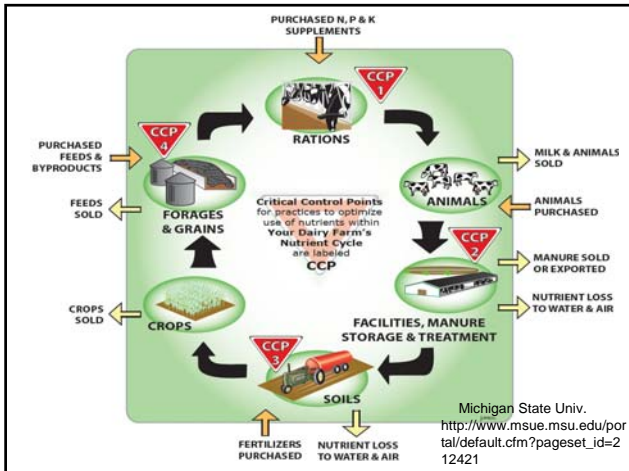 PURCHASED N, P & K
SUPPLEMENTS
CCP
1
RATIONS
MILK & ANIMALS
SOLD
ANIMALS
ANIMALS
PURCHASED
CCP
2
MANURE SOLD
OR EXPORTED
NUTRIENT LOSS
TO WATER & AIR
FACILITIES, MANURE
STORAGE & TREATMENT
CCP
3
SOILS
FERTILIZERS
PURCHASED
NUTRIENT LOSS
TO WATER & AIR
CROPS
CROPS
SOLD
CCP
4
FORAGES
& GRAINS
PURCHASED
FEEDS &
BYPRODUCTS
FEEDS
SOLD
Critical Control Points
for practices to optimize
use of nutrients within
Your Dairy Farm's
Nutrient Cycle
are labeled
CCP
Michigan State Univ.
http://www.msue.msu.edu/por
tal/default.cfm?pageset_id=2
12421